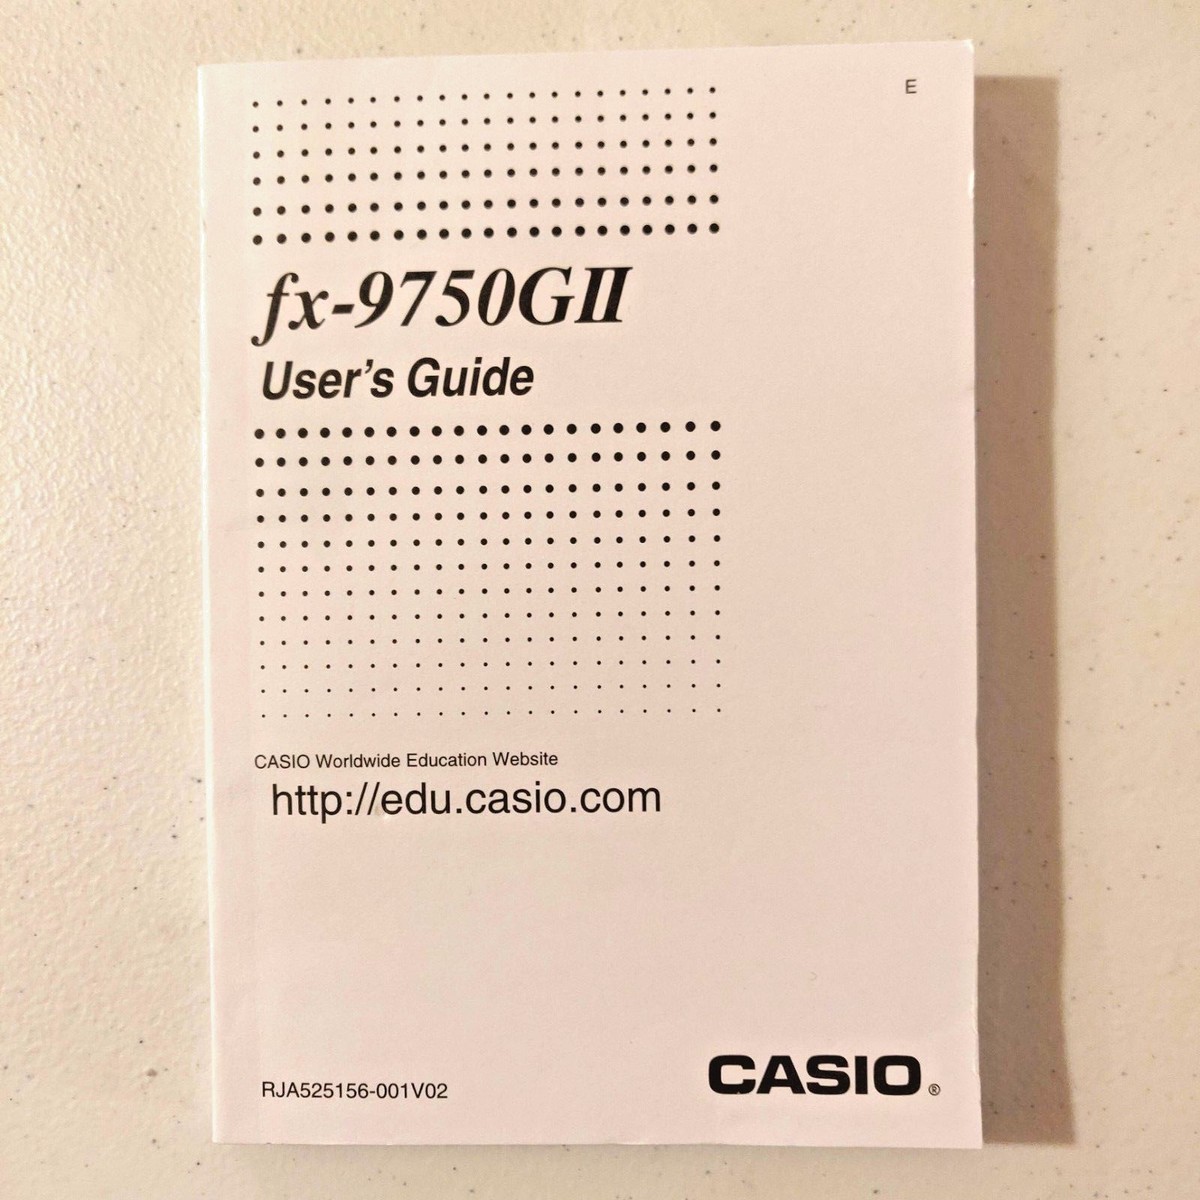 E
fx-9750GII
User's Guide
CASIO Worldwide Education Website
http://edu.casio.com
RJA525156-001V02
CASIO®